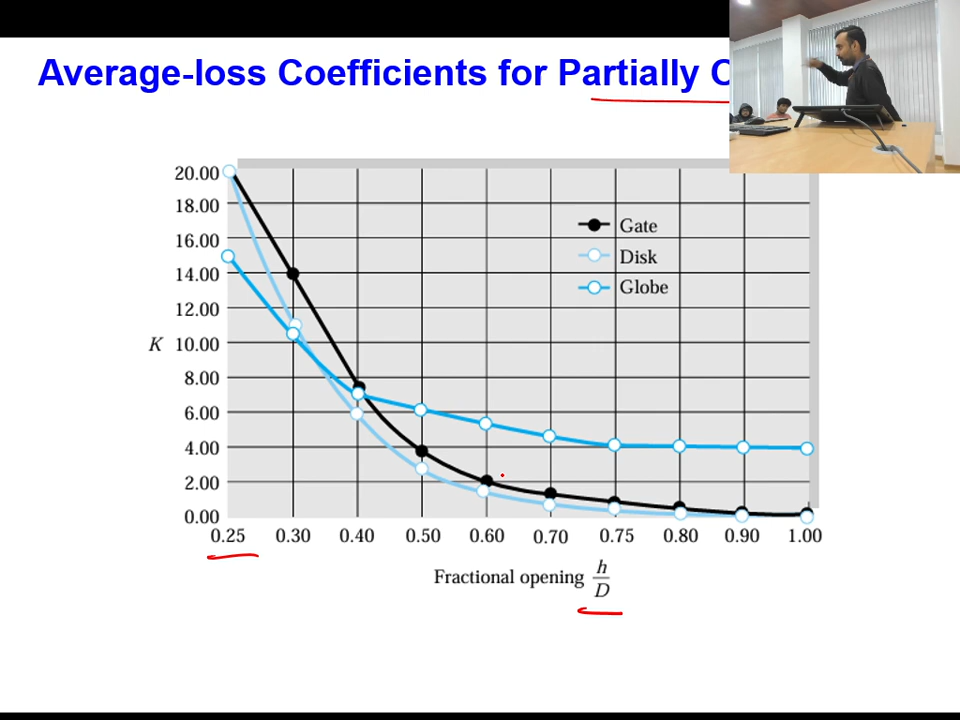 Average-loss Coefficients for Partially
20.00
18.00
16.00
14.00
12.00
K 10.00
8.00
6.00
4.00
2.00
0.00
Gate
Disk
Globe
0.25 0.30 0.40 0.50 0.60 0.70 0.75 0.80 0.90 1.00
Fractional opening h/D